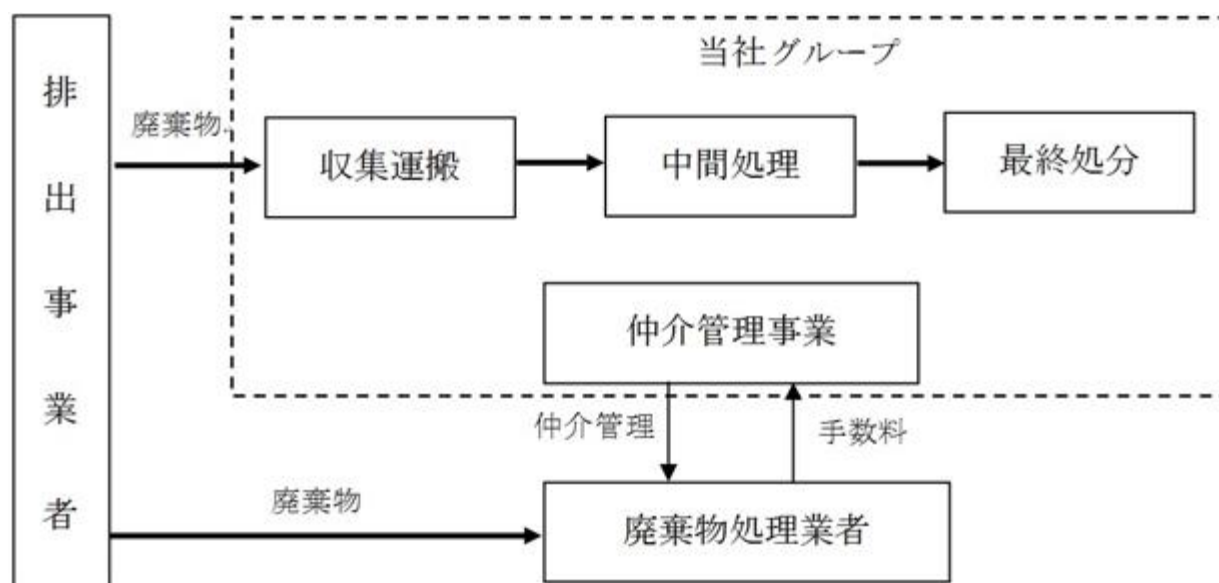 当社グループ
排出事業者
廃棄物
収集運搬
中間処理
最終処分
仲介管理事業
仲介管理
手数料
廃棄物
廃棄物処理業者